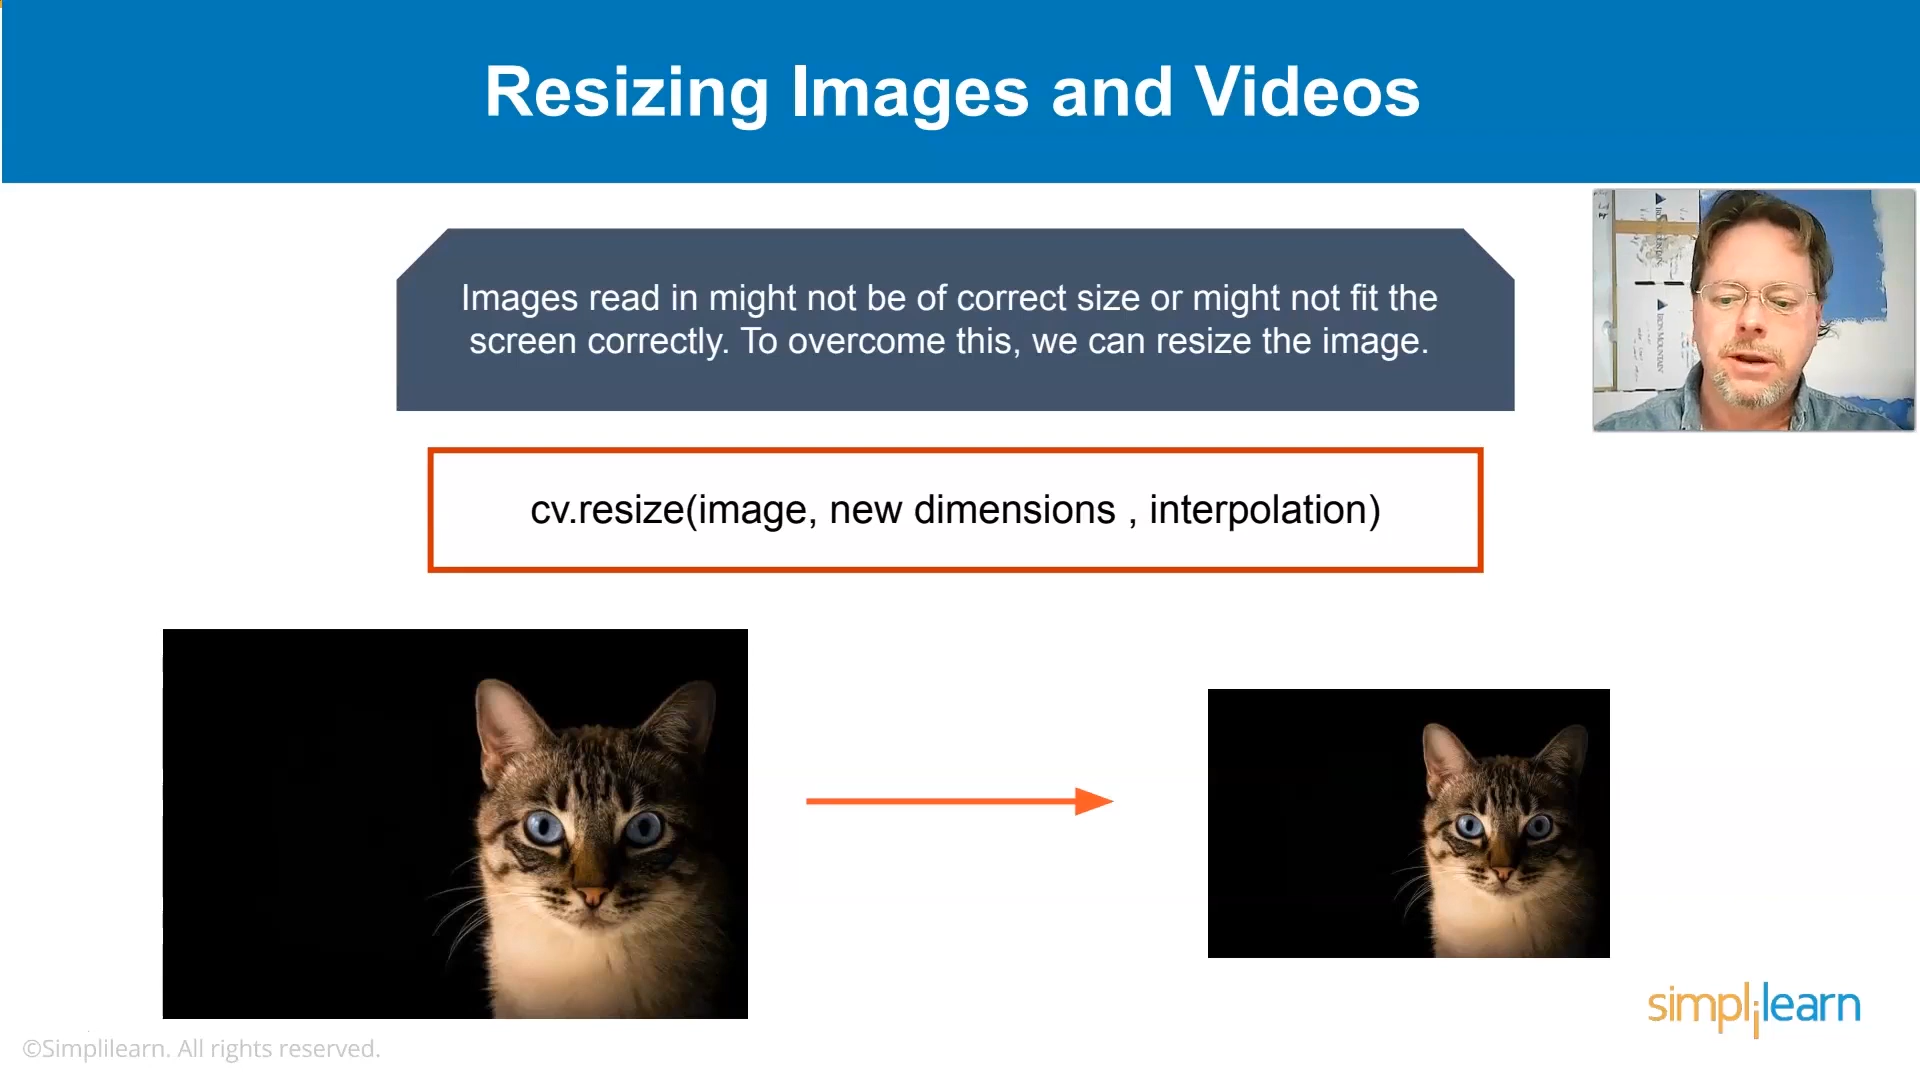 Resizing Images and Videos
Images read in might not be of correct size or might not fit the
screen correctly. To overcome this, we can resize the image.
IRON MOUNTAIN
cv.resize(image, new dimensions , interpolation)
simplilearn
©Simplilearn. All rights reserved.